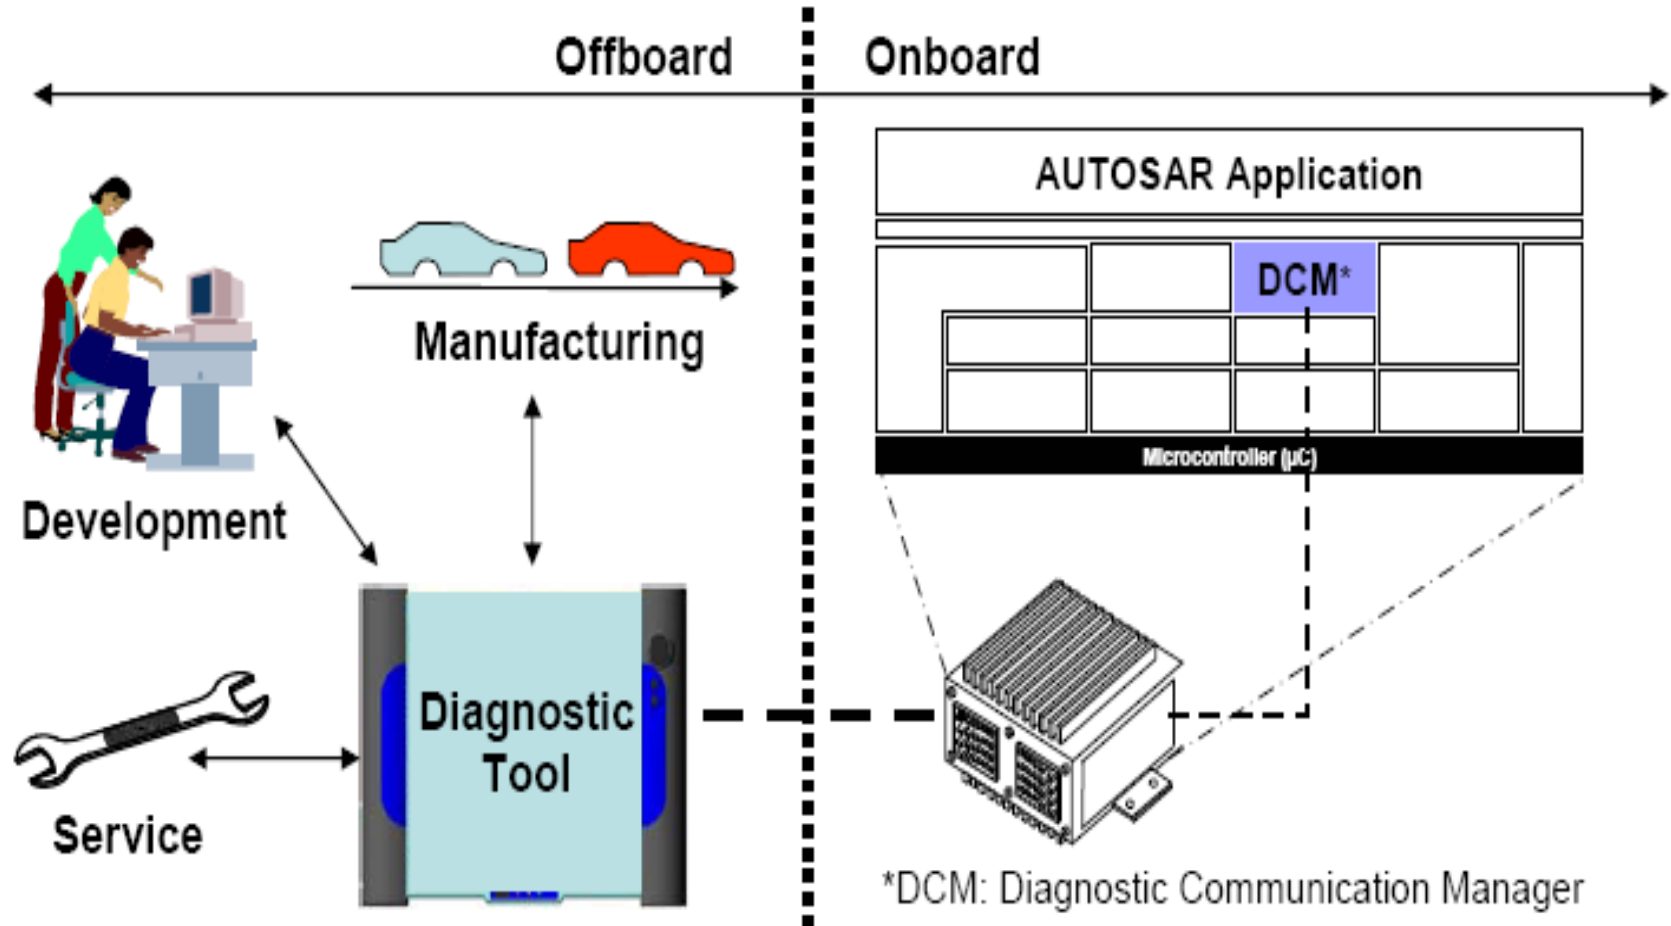 Offboard
Onboard
AUTOSAR Application
DCM*
Manufacturing
Microcontroller (µC)
Development
Diagnostic
Tool
Service
*DCM: Diagnostic Communication Manager